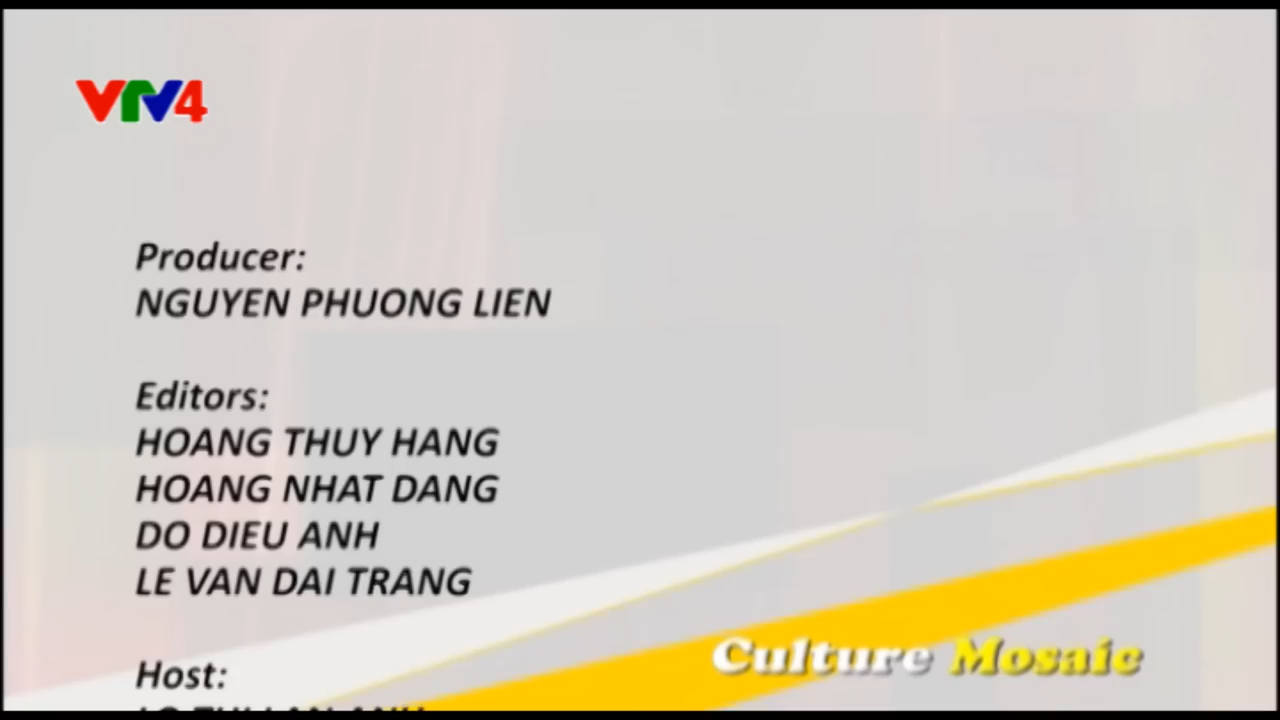 VTV4
Producer:
NGUYEN PHUONG LIEN
Editors:
HOANG THUY HANG
HOANG NHAT DANG
DO DIEU ANH
LE VAN DAI TRANG
Host:
Culture Mosaic